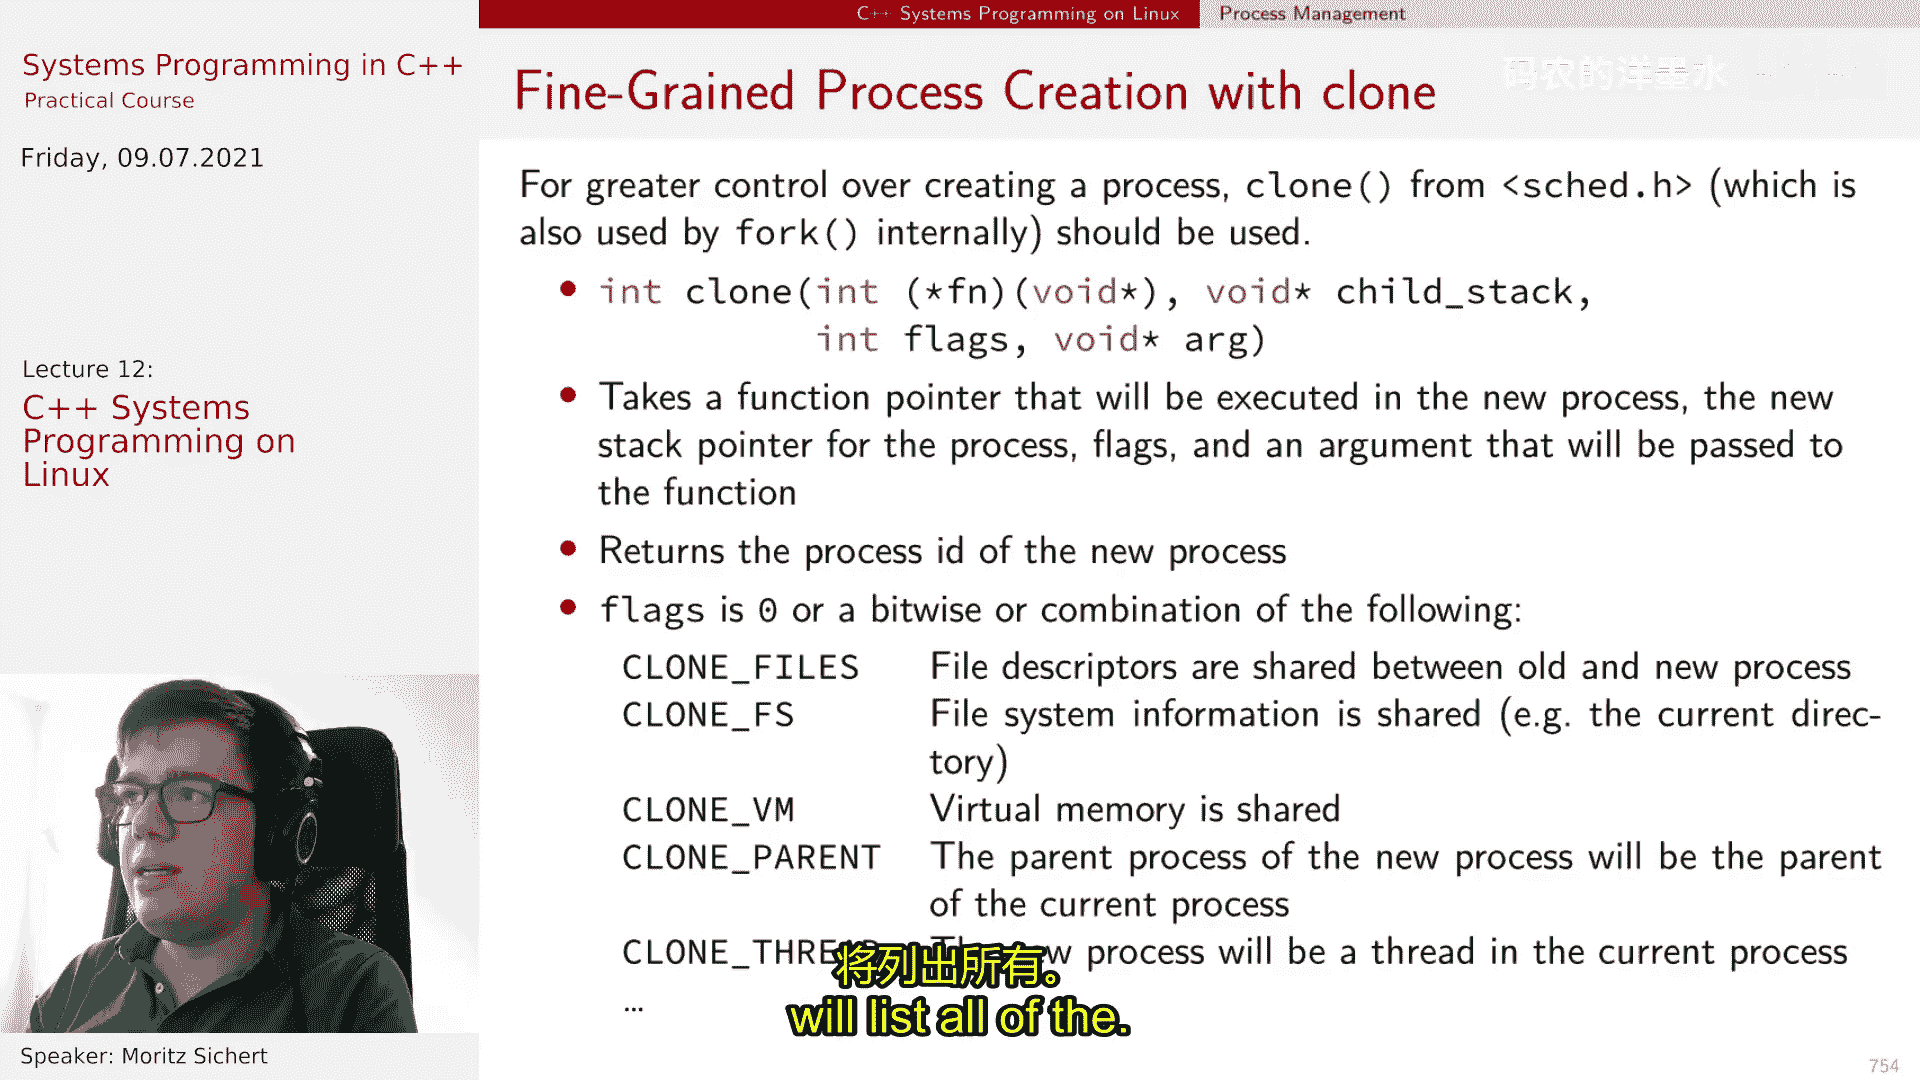 C++ Systems Programming on Linux
Process Management
Systems Programming in C++
Practical Course
Friday, 09.07.2021
Lecture 12:
C++ Systems
Programming on
Linux
码农的洋墨水
Fine-Grained Process Creation with clone
For greater control over creating a process, clone() from <sched.h> (which is
also used by fork() internally) should be used.
• int clone(int (*fn)(void*), void* child_stack,
int flags, void* arg)
• Takes a function pointer that will be executed in the new process, the new
stack pointer for the process, flags, and an argument that will be passed to
the function
• Returns the process id of the new process
• flags is 0 or a bitwise or combination of the following:
CLONE_FILES File descriptors are shared between old and new process
CLONE_FS File system information is shared (e.g. the current direc-
tory)
CLONE_VM Virtual memory is shared
CLONE_PARENT The parent process of the new process will be the parent
of the current process
process will be a thread in the current process
...
将列出所有。
will list all of the.
Speaker: Moritz Sichert
754